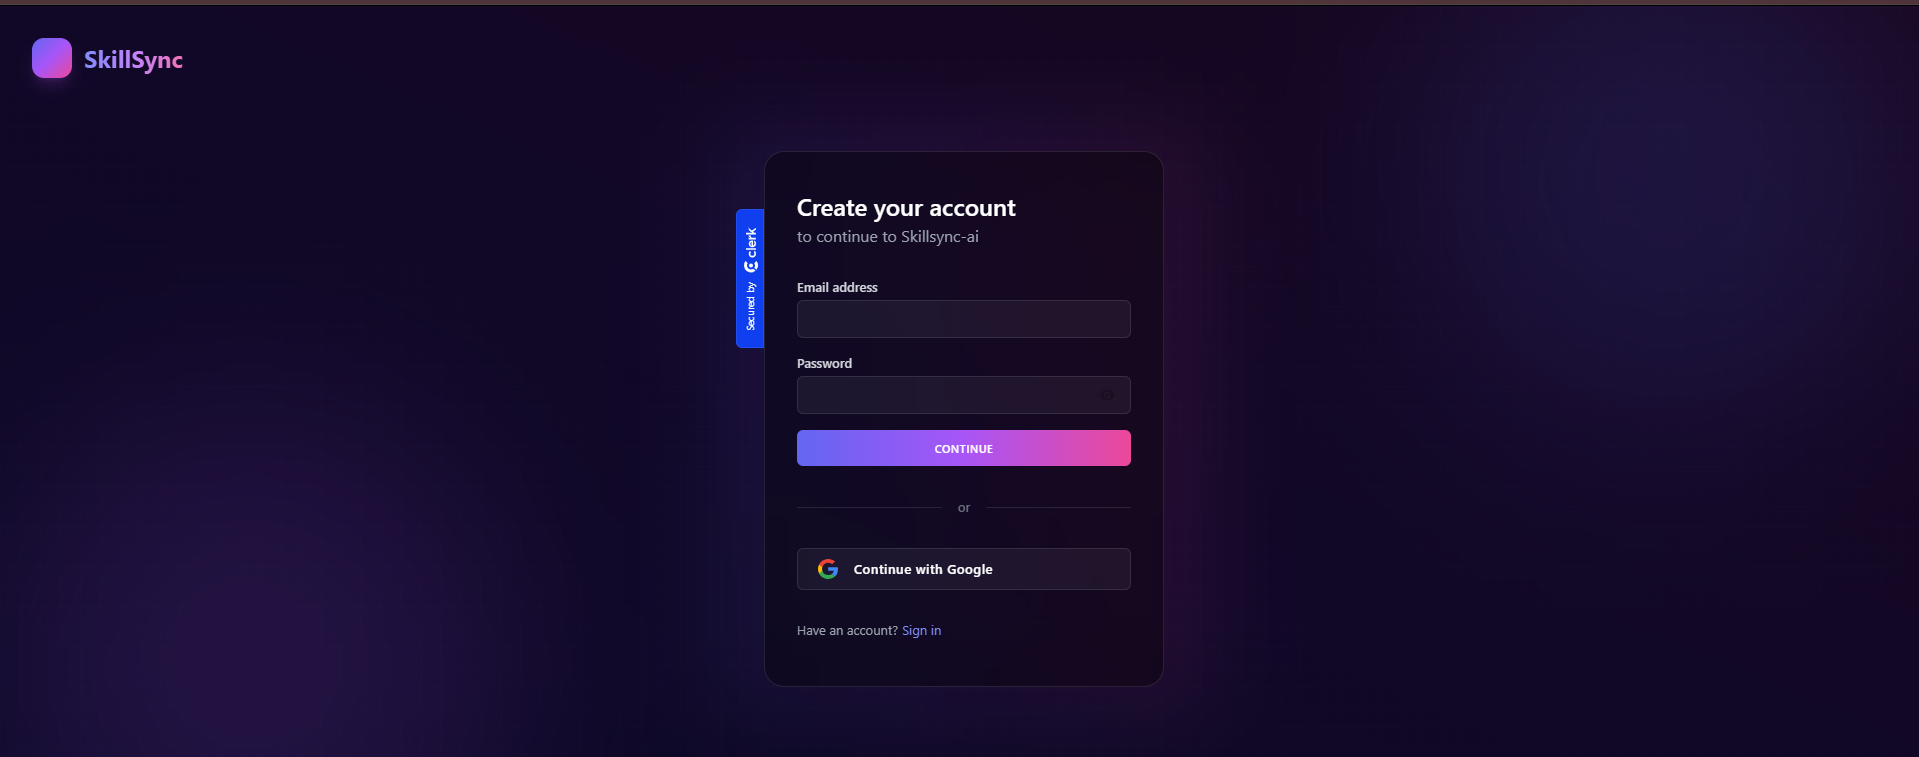 SkillSync
Create your account
to continue to Skillsync-ai
Secured by clerk
Email address
Password
CONTINUE
or
Continue with Google
Have an account? Sign in